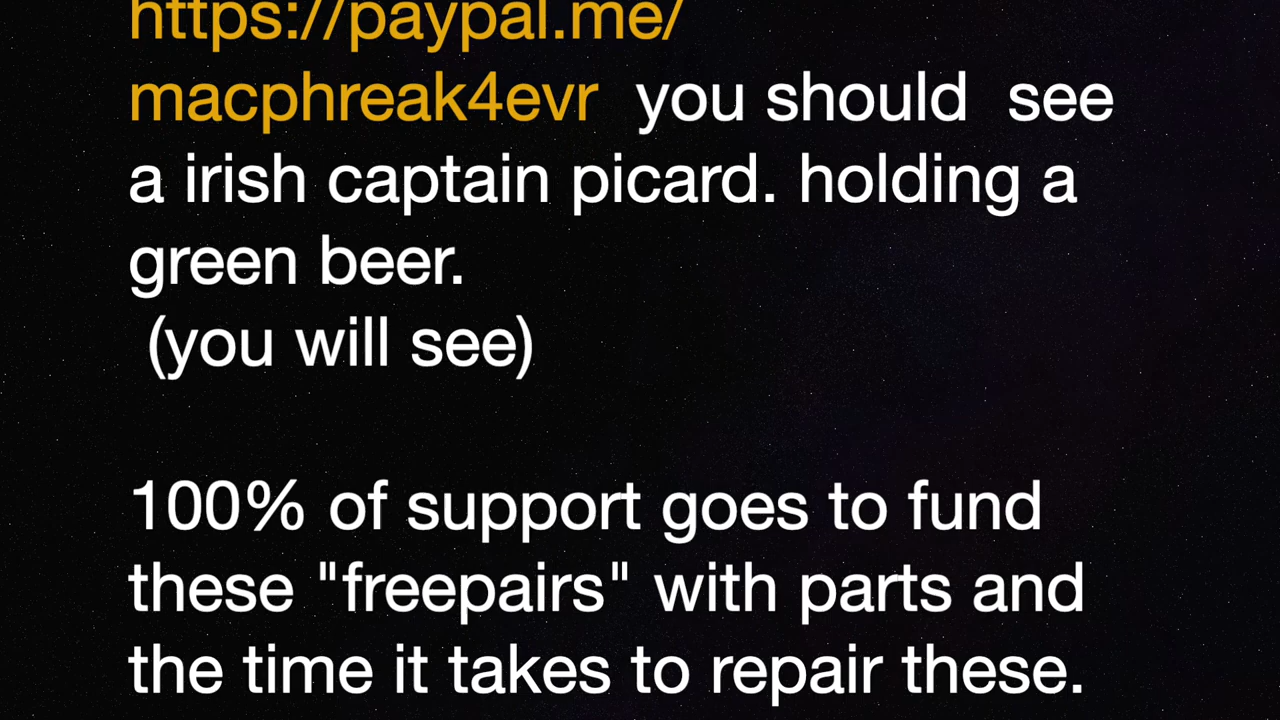 https://paypal.me/
macphreak4evr  you should  see
a irish captain picard. holding a
green beer.
(you will see)
100% of support goes to fund
these "freepairs" with parts and
the time it takes to repair these.